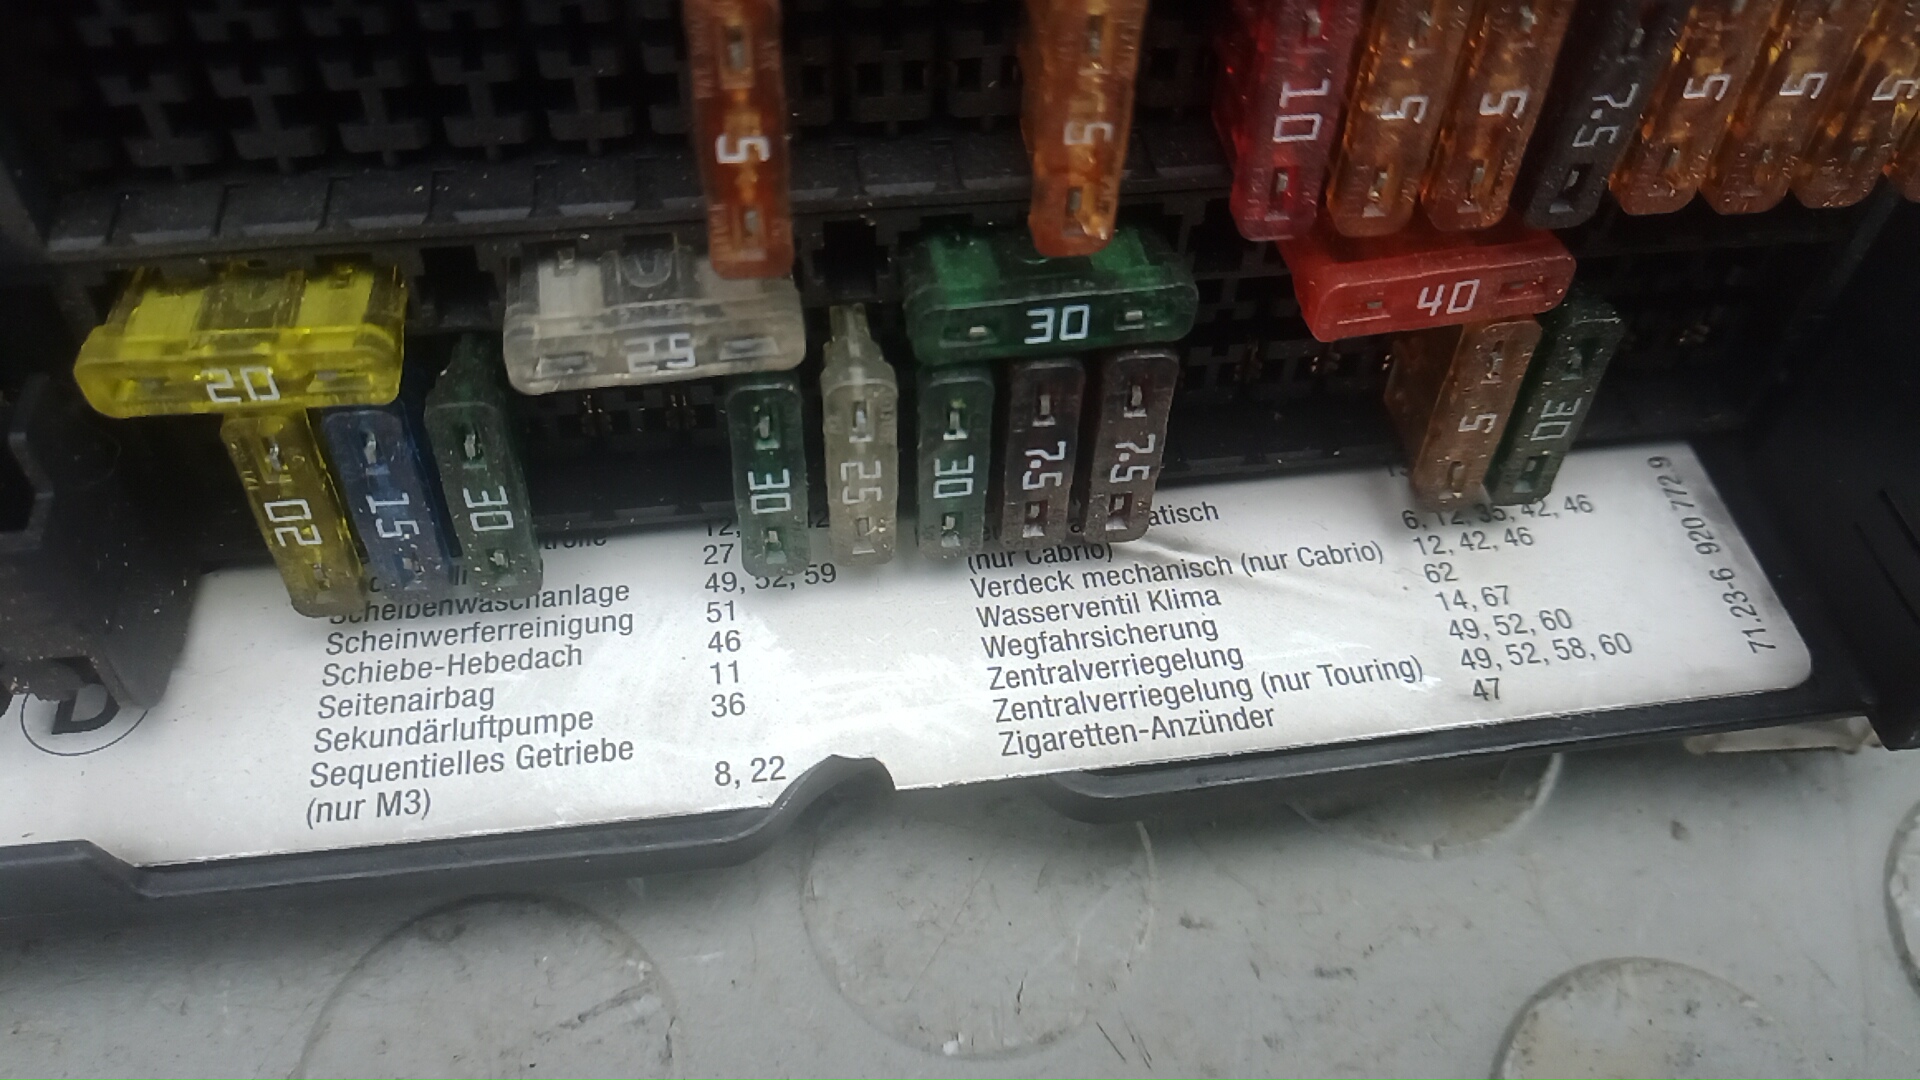 5
5
10
5
5
7.5
5
5
5
20
25
30
40
20
15
30
30
25
30
7.5
7.5
5
30
27
49, 52, 59
Scheibenwaschanlage 51
Scheinwerferreinigung 46
Schiebe-Hebedach 11
Seitenairbag 36
Sekundärluftpumpe
Sequentielles Getriebe 8, 22
(nur M3)
(nur Cabrio) 6, 12, 35, 42, 46
Verdeck mechanisch (nur Cabrio) 12, 42, 46
Wasserventil Klima 62
Wegfahrsicherung 14, 67
Zentralverriegelung 49, 52, 60
Zentralverriegelung (nur Touring) 49, 52, 58, 60
Zigaretten-Anzünder 47
71.23-6 920 772.9
D